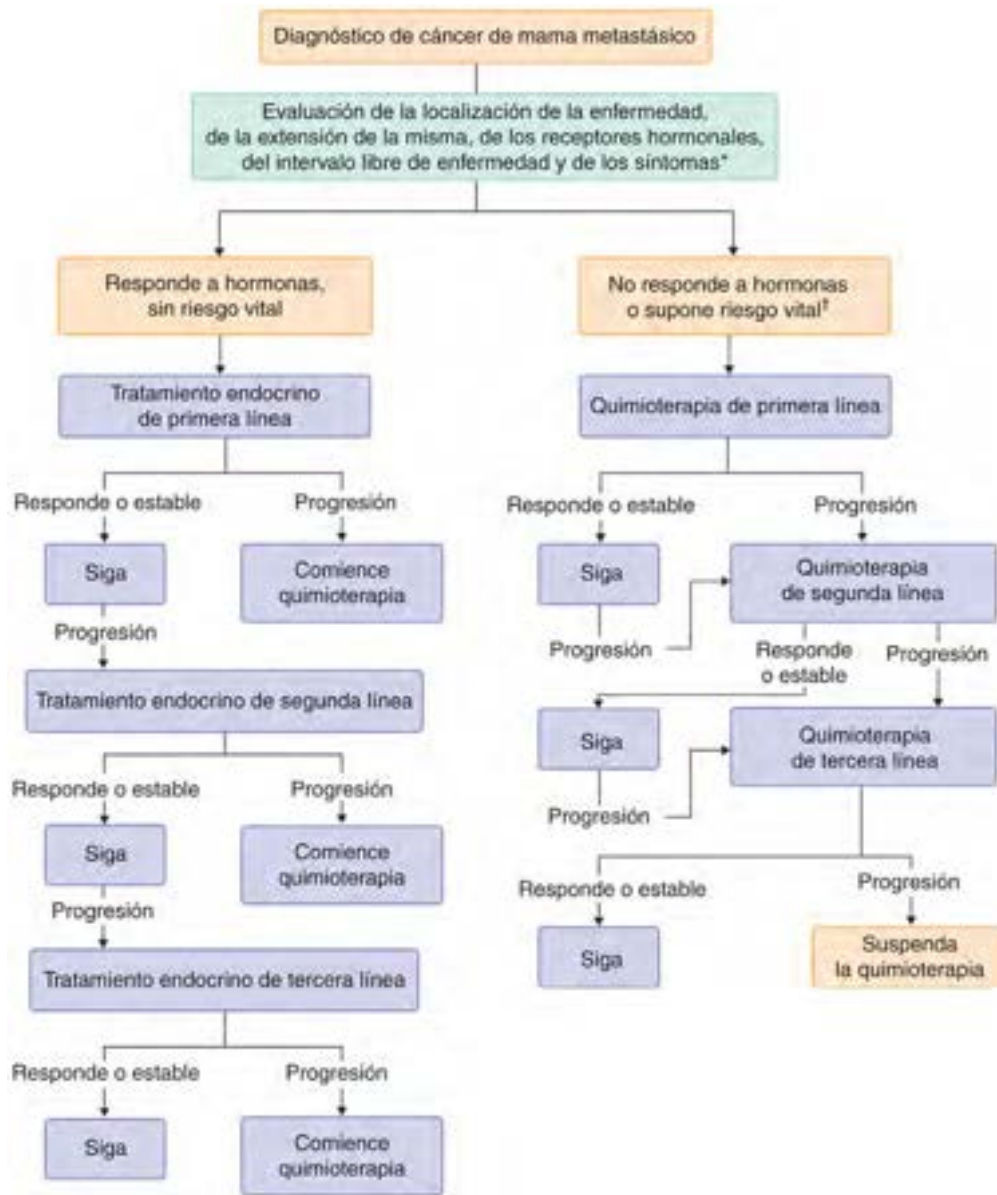 Diagnóstico de cáncer de mama metastásico
Evaluación de la localización de la enfermedad,
de la extensión de la misma, de los receptores hormonales,
del intervalo libre de enfermedad y de los síntomas*
Responde a hormonas,
sin riesgo vital
Tratamiento endocrino
de primera línea
Responde o estable
Progresión
Siga
Comience
quimioterapia
Progresión
Tratamiento endocrino de segunda línea
Responde o estable
Progresión
Siga
Comience
quimioterapia
Progresión
Tratamiento endocrino de tercera línea
Responde o estable
Progresión
Siga
Comience
quimioterapia
No responde a hormonas
o supone riesgo vital†
Quimioterapia de primera línea
Responde o estable
Progresión
Siga
Quimioterapia
de segunda línea
Progresión
Responde
o estable
Progresión
Siga
Quimioterapia
de tercera línea
Progresión
Responde o estable
Progresión
Siga
Suspenda
la quimioterapia